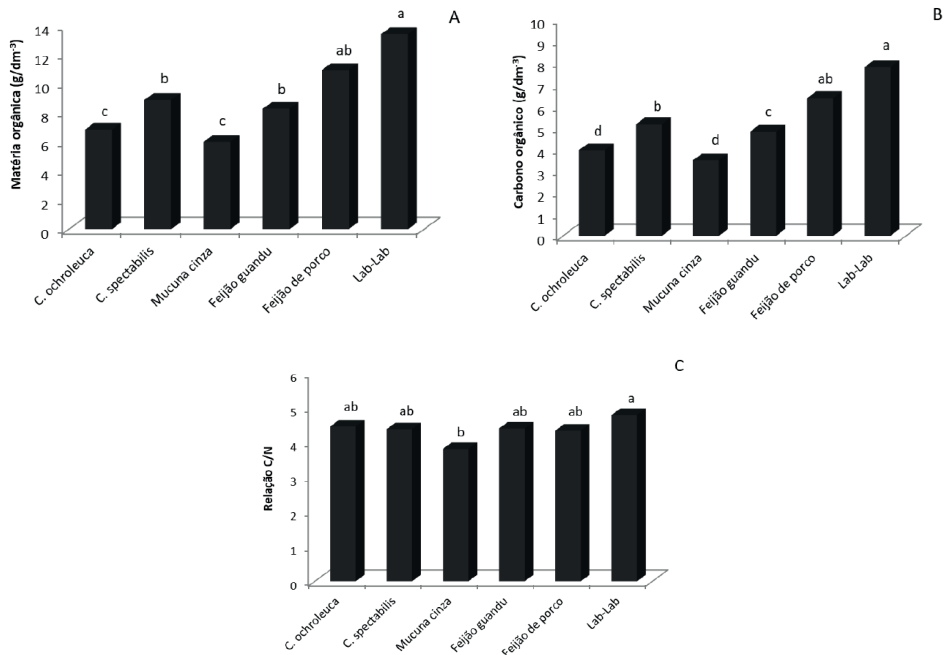 A
Matéria orgânica (g/dm-³)
14
12
10
8
6
4
2
0
c
b
c
b
ab
a
C. ochroleuca
C. spectabilis
Mucuna cinza
Feijão guandu
Feijão de porco
Lab-Lab
B
Carbono orgânico (g/dm-³)
10
9
8
7
6
5
4
3
2
1
0
d
b
d
c
ab
a
C. ochroleuca
C. spectabilis
Mucuna cinza
Feijão guandu
Feijão de porco
Lab-Lab
C
Relação C/N
6
5
4
3
2
1
0
ab
ab
b
ab
ab
a
C. ochroleuca
C. spectabilis
Mucuna cinza
Feijão guandu
Feijão de porco
Lab-Lab